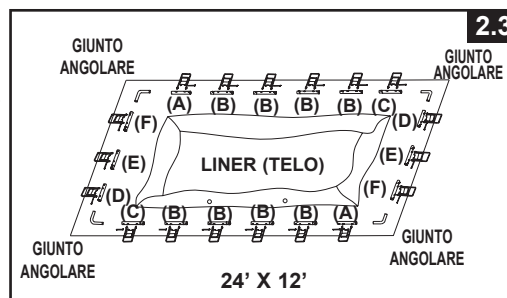 2.3
GIUNTO
ANGOLARE
GIUNTO
ANGOLARE
(A) (B) (B) (B) (B) (C)
(F) (D)
(E) LINER (TELO) (E)
(D) (F)
(C) (B) (B) (B) (B) (A)
GIUNTO
ANGOLARE
GIUNTO
ANGOLARE
24' X 12'